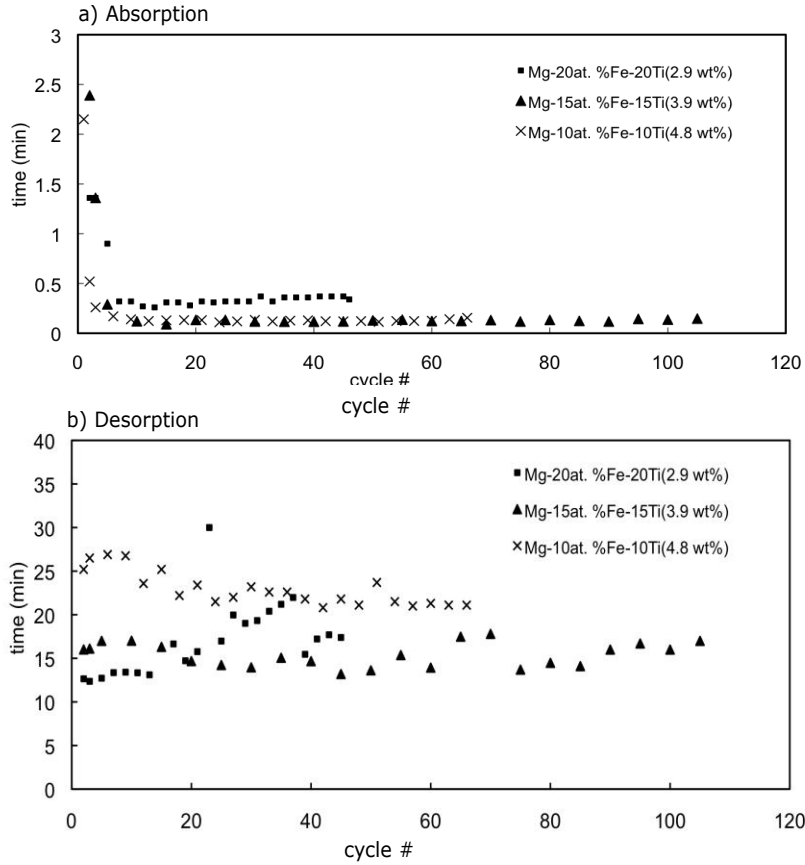 a) Absorption
3
2.5
2
1.5
1
0.5
0
time (min)
■Mg-20at. %Fe-20Ti(2.9 wt%)
▲Mg-15at. %Fe-15Ti(3.9 wt%)
×Mg-10at. %Fe-10Ti(4.8 wt%)
0 20 40 60 80 100 120
cycle #
cycle #
b) Desorption
40
35
30
25
20
15
10
5
0
time (min)
■Mg-20at. %Fe-20Ti(2.9 wt%)
▲Mg-15at. %Fe-15Ti(3.9 wt%)
×Mg-10at. %Fe-10Ti(4.8 wt%)
0 20 40 60 80 100 120
cycle #